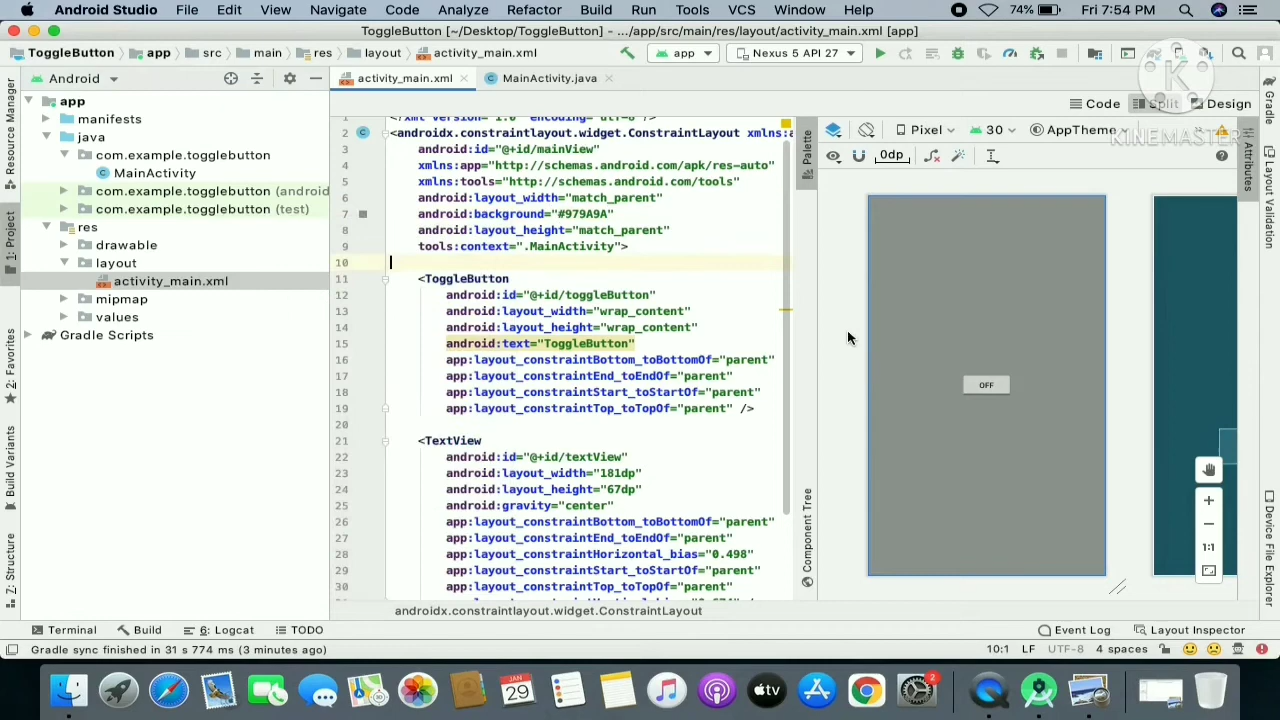 Android Studio File Edit View Navigate Code Analyze Refactor Build Run Tools VCS Window Help 74% Fri 7:54 PM
ToggleButton [~/Desktop/ToggleButton] - .../app/src/main/res/layout/activity_main.xml [app]
ToggleButton app src main res layout activity_main.xml app Nexus 5 API 27
Android activity_main.xml MainActivity.java
Code Split Design
K
KINEMASTER
Pixel 30 AppTheme
0dp
app
manifests
java
com.example.togglebutton
MainActivity
com.example.togglebutton (android
com.example.togglebutton (test)
res
drawable
layout
activity_main.xml
mipmap
values
Gradle Scripts
Resource Manager
1: Project
2: Favorites
Build Variants
7: Structure
2 <androidx.constraintlayout.widget.ConstraintLayout xmlns:a
3 android:id="@+id/mainView"
4 xmlns:app="http://schemas.android.com/apk/res-auto"
5 xmlns:tools="http://schemas.android.com/tools"
6 android:layout_width="match_parent"
7 android:background="#979A9A"
8 android:layout_height="match_parent"
9 tools:context=".MainActivity">
10
11 <ToggleButton
12 android:id="@+id/toggleButton"
13 android:layout_width="wrap_content"
14 android:layout_height="wrap_content"
15 android:text="ToggleButton"
16 app:layout_constraintBottom_toBottomOf="parent"
17 app:layout_constraintEnd_toEndOf="parent"
18 app:layout_constraintStart_toStartOf="parent"
19 app:layout_constraintTop_toTopOf="parent" />
20
21 <TextView
22 android:id="@+id/textView"
23 android:layout_width="181dp"
24 android:layout_height="67dp"
25 android:gravity="center"
26 app:layout_constraintBottom_toBottomOf="parent"
27 app:layout_constraintEnd_toEndOf="parent"
28 app:layout_constraintHorizontal_bias="0.498"
29 app:layout_constraintStart_toStartOf="parent"
30 app:layout_constraintTop_toTopOf="parent"
androidx.constraintlayout.widget.ConstraintLayout
Palette
Component Tree
OFF
1:1
Attributes
Gradle
Layout Validation
Device File Explorer
Terminal Build 6: Logcat TODO Event Log Layout Inspector
Gradle sync finished in 31 s 774 ms (3 minutes ago) 10:1 LF UTF-8 4 spaces
JAN
29
tv
2